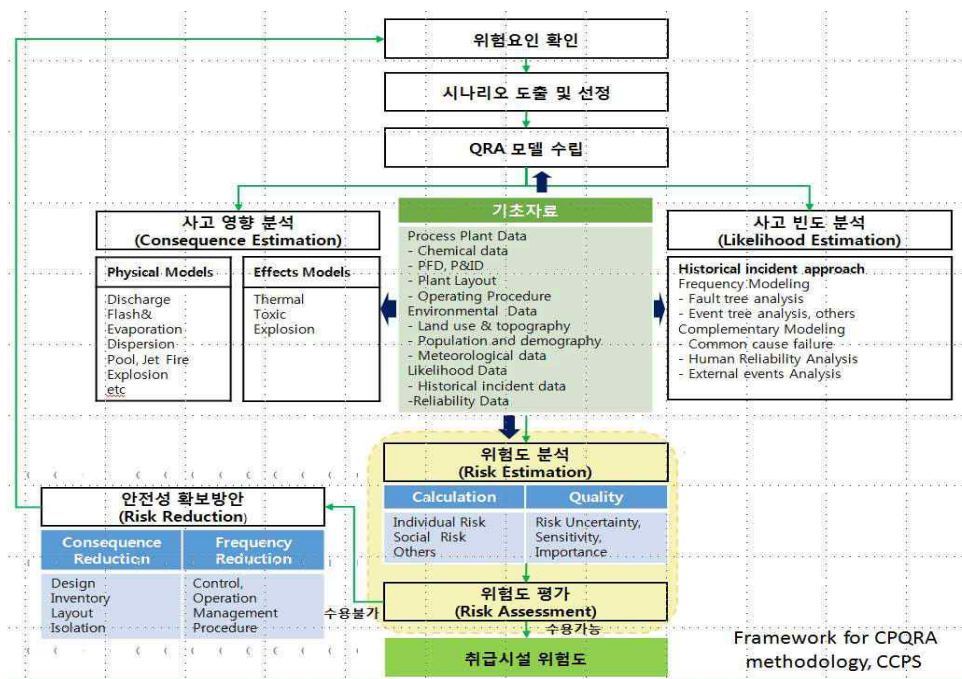 위험요인 확인
시나리오 도출 및 선정
QRA 모델 수립
사고 영향 분석
(Consequence Estimation)
Physical Models
Discharge
Flash&
Evaporation
Dispersion
Pool, Jet Fire
Explosion
etc
Effects Models
Thermal
Toxic
Explosion
기초자료
Process Plant Data
- Chemical data
- PFD, P&ID
- Plant Layout
- Operating Procedure
Environmental Data
- Land use & topography
- Population and demography
- Meteorological data
Likelihood Data
- Historical incident data
-Reliability Data
사고 빈도 분석
(Likelihood Estimation)
Historical incident approach
Frequency Modeling
- Fault tree analysis
- Event tree analysis, others
Complementary Modeling
- Common cause failure
- Human Reliability Analysis
- External events Analysis
위험도 분석
(Risk Estimation)
Calculation
Individual Risk
Social Risk
Others
Quality
Risk Uncertainty,
Sensitivity,
Importance
안전성 확보방안
(Risk Reduction)
Consequence
Reduction
Design
Inventory
Layout
Isolation
Frequency
Reduction
Control,
Operation
Management
Procedure
수용불가
위험도 평가
(Risk Assessment)
수용가능
취급시설 위험도
Framework for CPQRA
methodology, CCPS